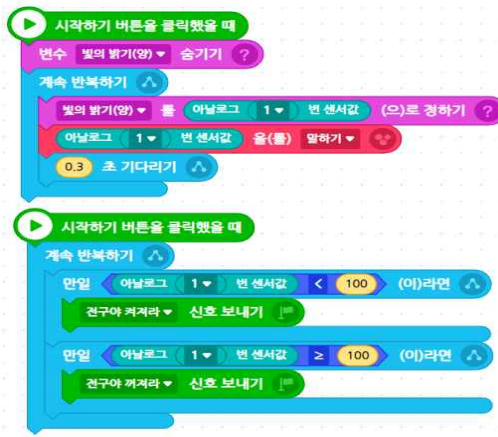 시작하기 버튼을 클릭했을 때
변수 빛의 밝기(양) 숨기기 ?
계속 반복하기
빛의 밝기(양) 를 아날로그 1 번 센서값 (으)로 정하기 ?
아날로그 1 번 센서값 을(를) 말하기
0.3 초 기다리기
시작하기 버튼을 클릭했을 때
계속 반복하기
만일 아날로그 1 번 센서값 < 100 (이)라면
전구야 켜져라 신호 보내기
만일 아날로그 1 번 센서값 ≥ 100 (이)라면
전구야 꺼져라 신호 보내기